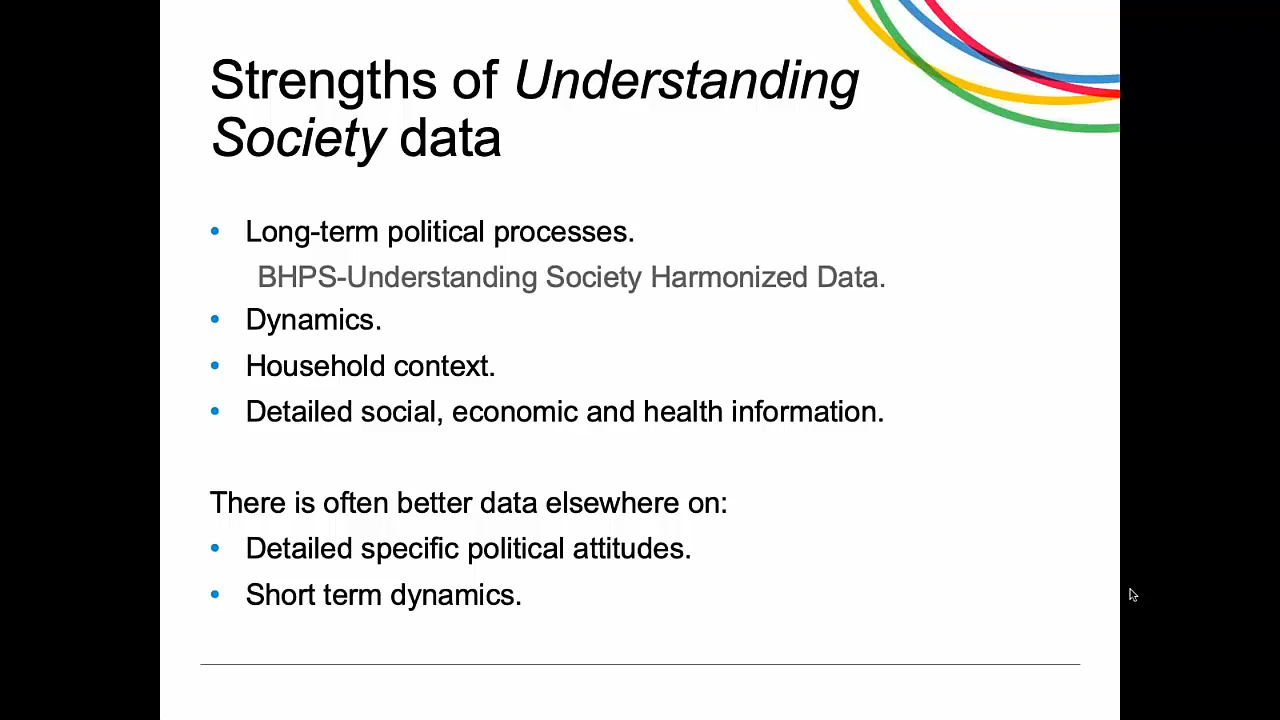 Strengths of Understanding
Society data
• Long-term political processes.
BHPS-Understanding Society Harmonized Data.
• Dynamics.
• Household context.
• Detailed social, economic and health information.
There is often better data elsewhere on:
• Detailed specific political attitudes.
• Short term dynamics.